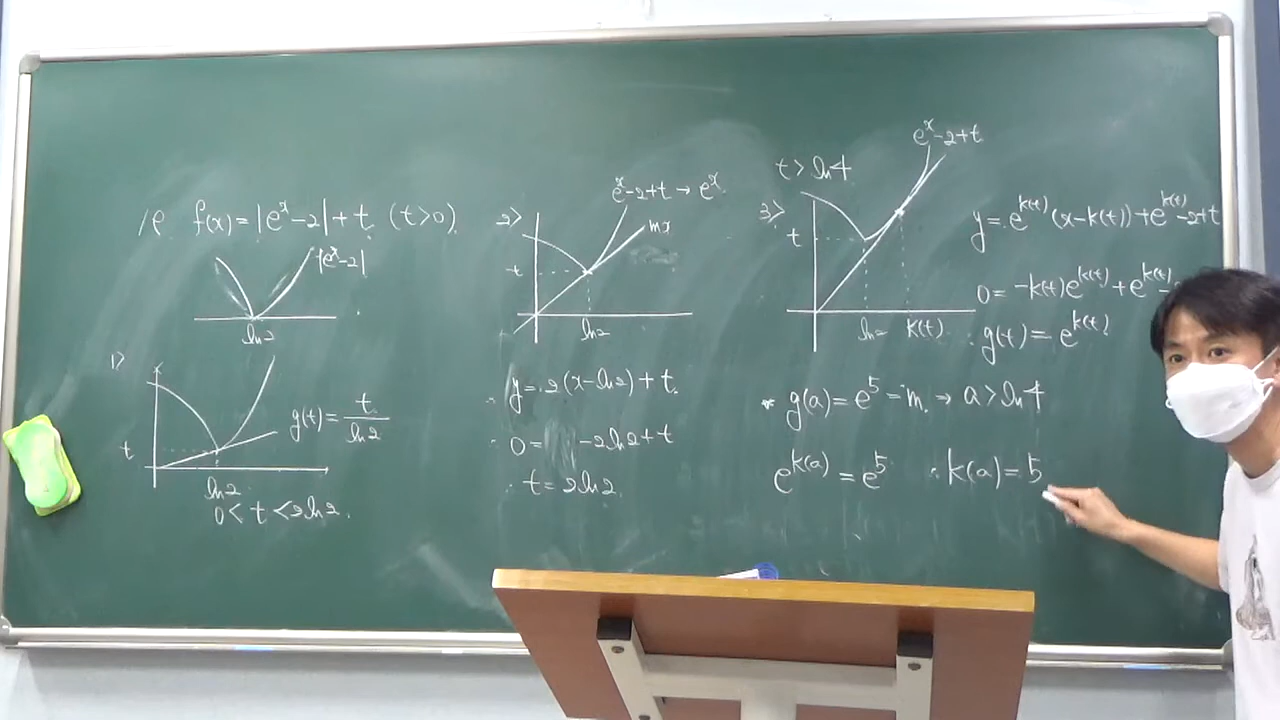 f(x) = |e^x - 2| + t (t > 0)
|e^x - 2|
ln2
1>
t
g(t) = t/ln2
ln2
0 < t < 2ln2.
2>
e^x - 2 + t → e^x
mx
t
ln2
y = 2(x - ln2) + t.
0 = -2ln2 + t
∴ t = 2ln2.
3>
t > ln4
e^x - 2 + t
t
ln2 k(t)
y = e^{k(t)} (x - k(t)) + e^{k(t)} - 2 + t
0 = -k(t)e^{k(t)} + e^{k(t)} -
∴ g(t) = e^{k(t)}
g(a) = e^5 = m. → a > ln4
e^{k(a)} = e^5 ∴ k(a) = 5